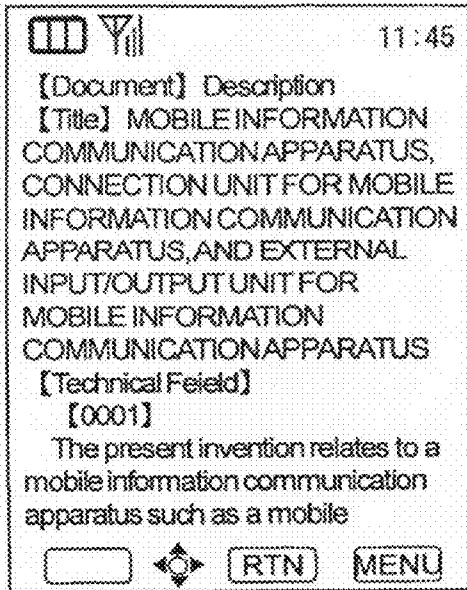 11:45
【Document】 Description
【Title】 MOBILE INFORMATION
COMMUNICATION APPARATUS,
CONNECTION UNIT FOR MOBILE
INFORMATION COMMUNICATION
APPARATUS, AND EXTERNAL
INPUT/OUTPUT UNIT FOR
MOBILE INFORMATION
COMMUNICATION APPARATUS
【Technical Feield】
【0001】
The present invention relates to a
mobile information communication
apparatus such as a mobile
RTN MENU